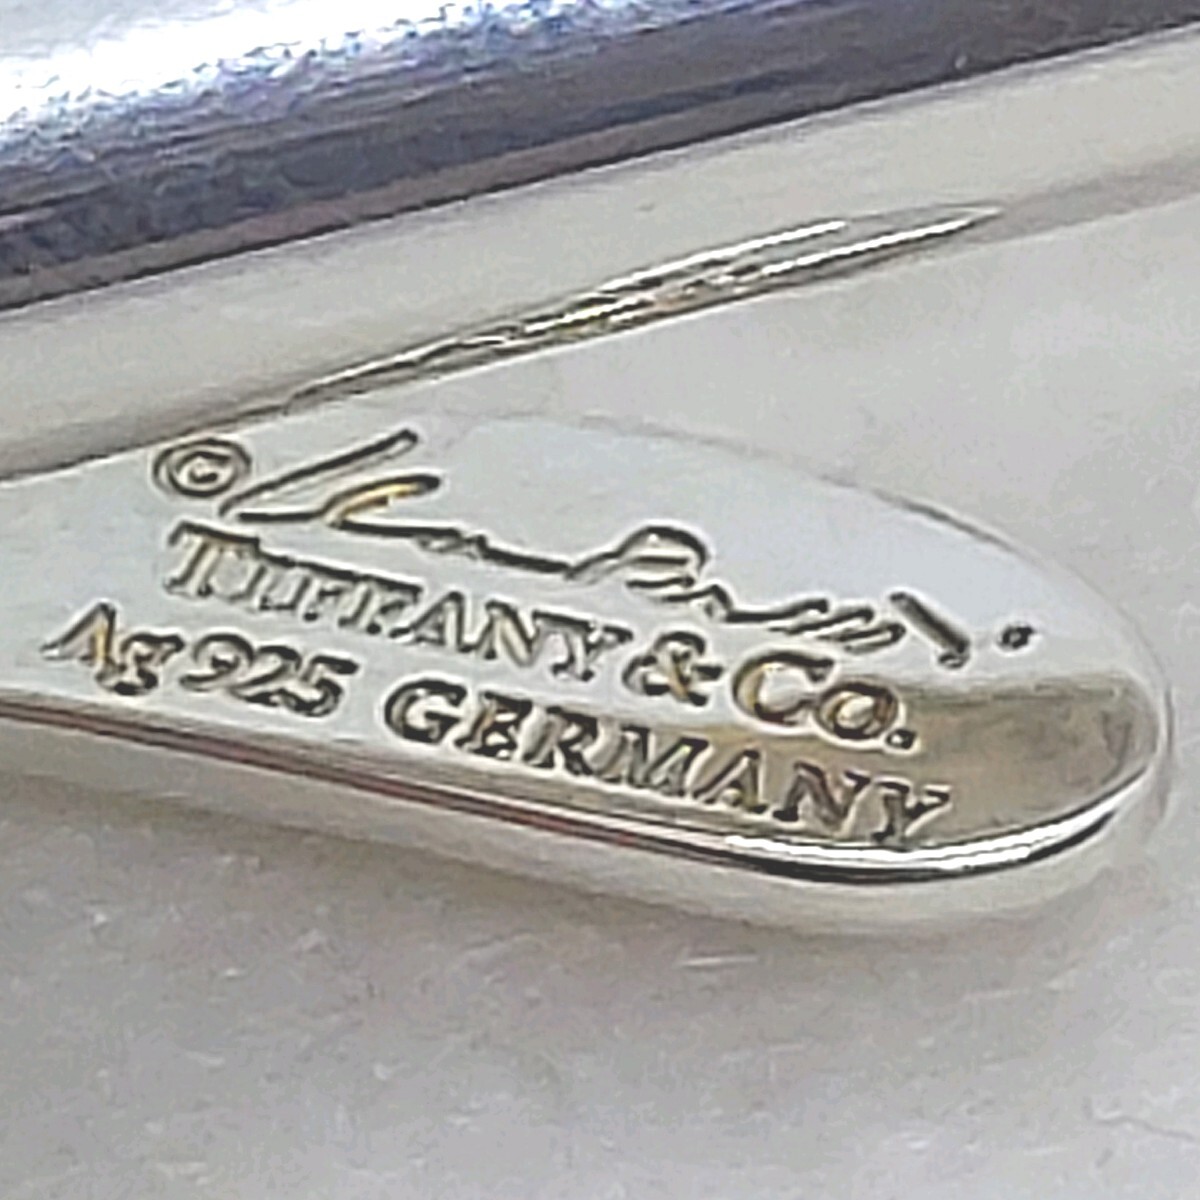 ©
TIFFANY & CO.
Ag 925 GERMANY